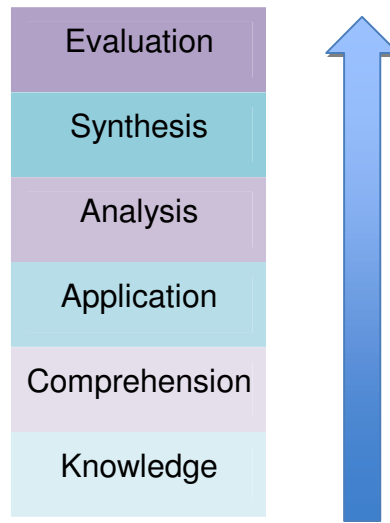 Evaluation
Synthesis
Analysis
Application
Comprehension
Knowledge